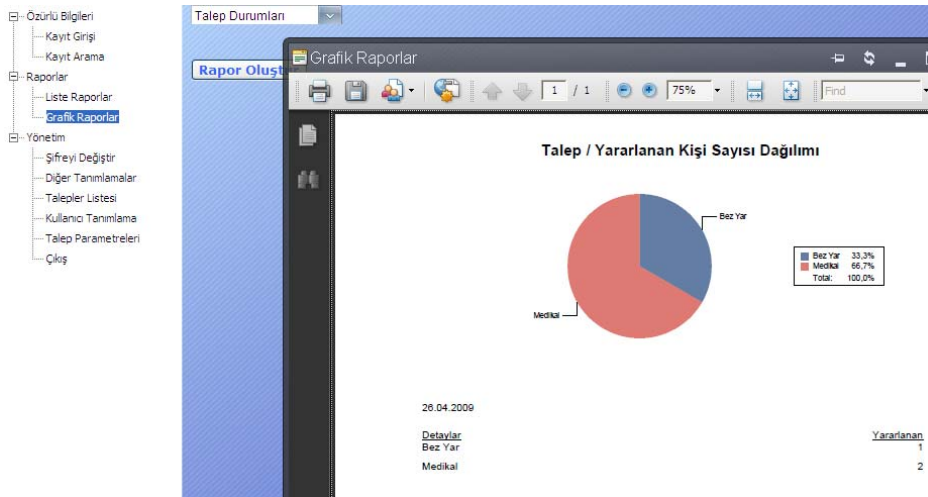 Özürlü Bilgileri
Kayıt Girişi
Kayıt Arama
Raporlar
Liste Raporlar
Grafik Raporlar
Yönetim
Şifreyi Değiştir
Diğer Tanımlamalar
Talepler Listesi
Kullanıcı Tanımlama
Talep Parametreleri
Çıkış
Talep Durumları
Rapor Oluşt
Grafik Raporlar
1 / 1
75%
Find
Talep / Yararlanan Kişi Sayısı Dağılımı
Bez Yar
Medikal
Bez Yar 33,3%
Medikal 66,7%
Total: 100,0%
26.04.2009
Detaylar Yararlanan
Bez Yar 1
Medikal 2